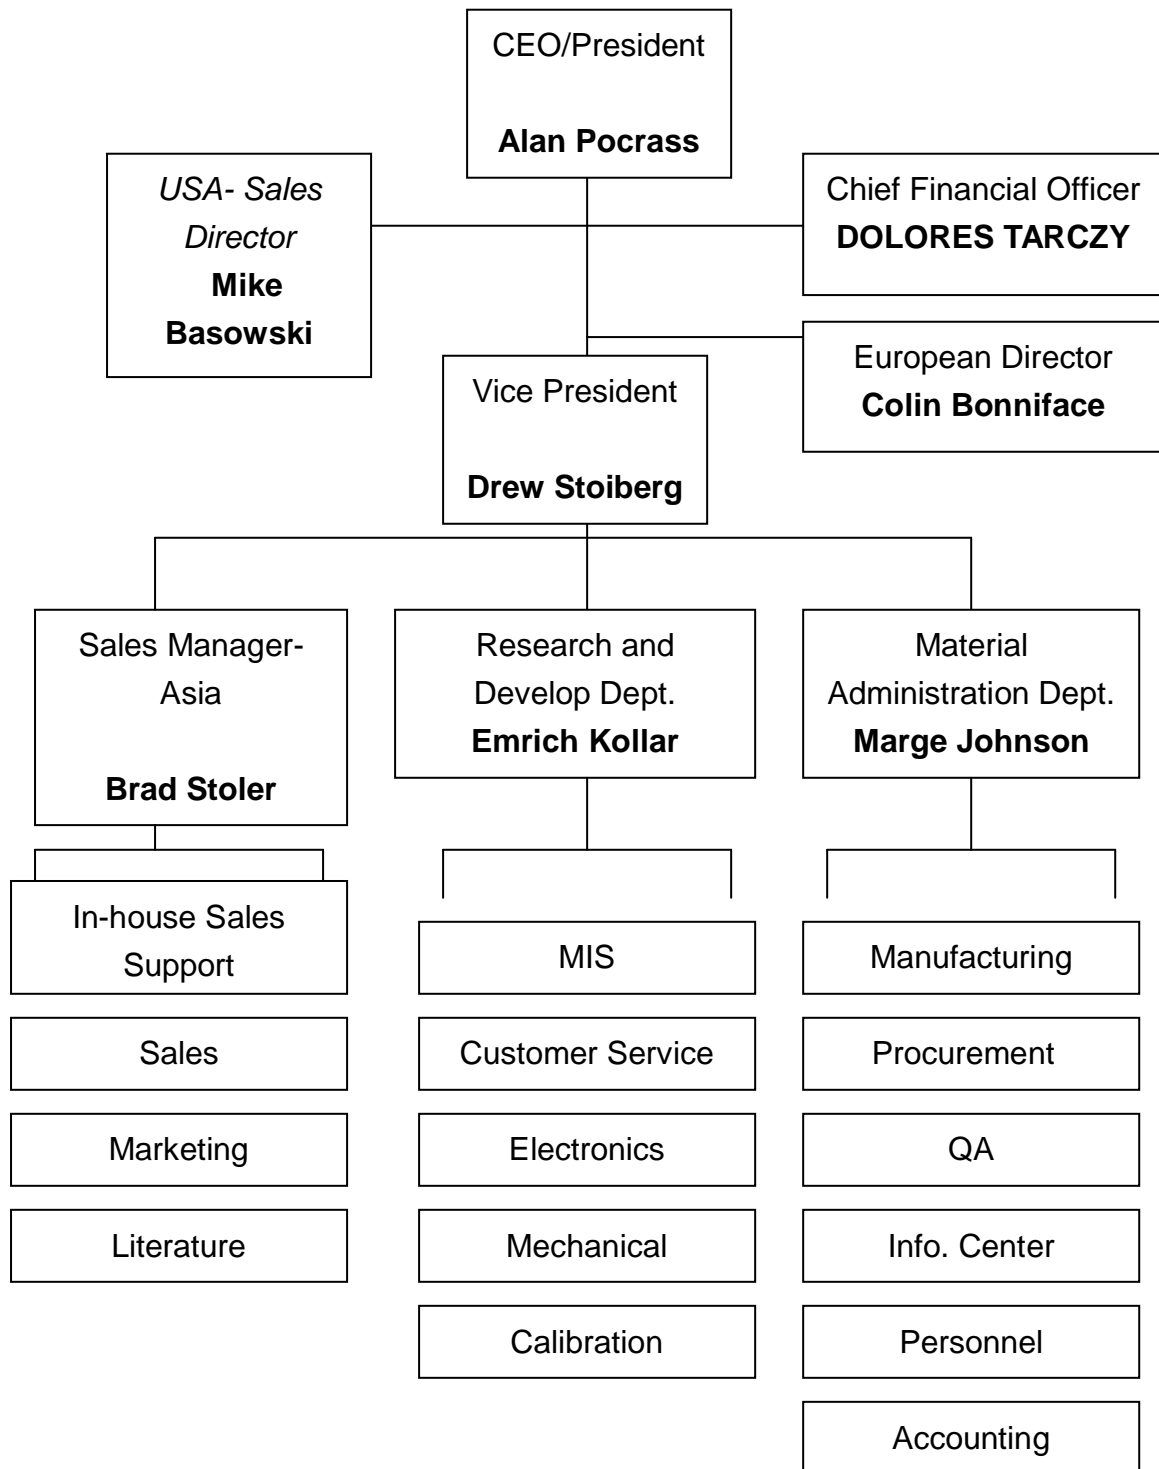 CEO/President
Alan Pocrass
USA- Sales
Director
Mike
Basowski
Chief Financial Officer
DOLORES TARCZY
European Director
Colin Bonniface
Vice President
Drew Stoiberg
Sales Manager-
Asia
Brad Stoler
Research and
Develop Dept.
Emrich Kollar
Material
Administration Dept.
Marge Johnson
In-house Sales
Support
Sales
Marketing
Literature
MIS
Customer Service
Electronics
Mechanical
Calibration
Manufacturing
Procurement
QA
Info. Center
Personnel
Accounting